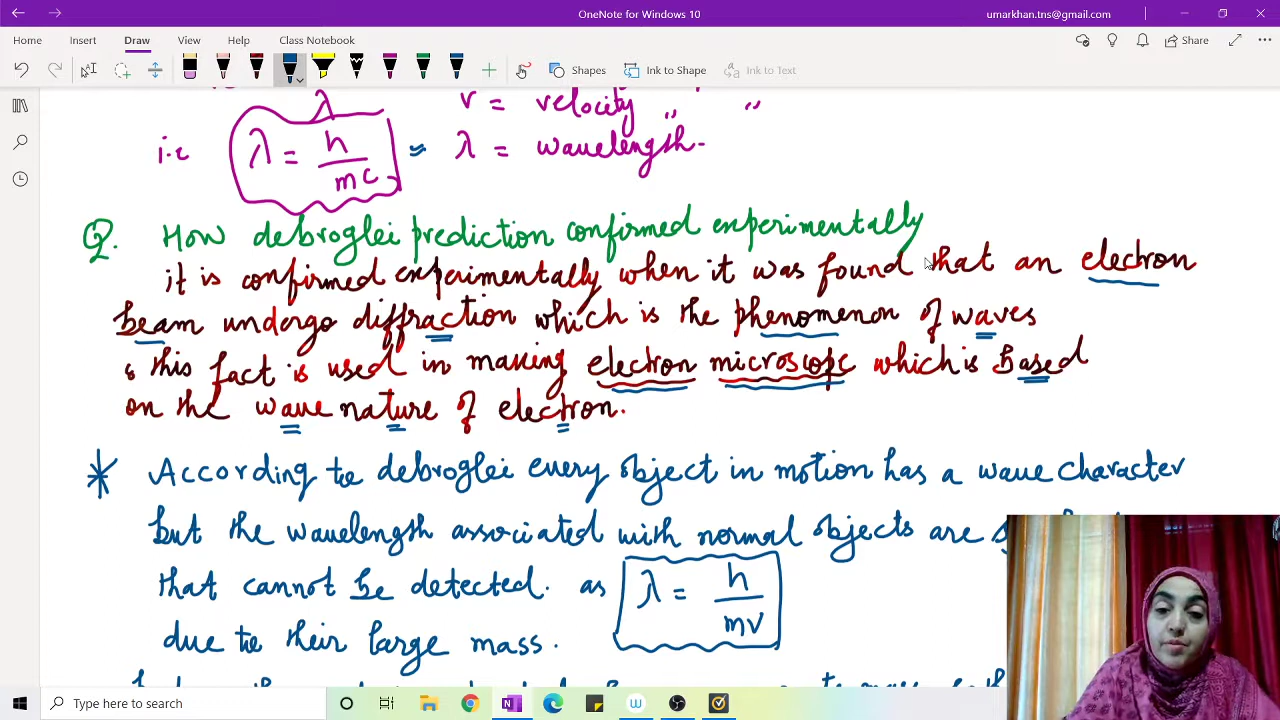 OneNote for Windows 10
umarkhan.tns@gmail.com
Home Insert Draw View Help Class Notebook
Share
Shapes Ink to Shape Ink to Text
λ v = velocity " "
i.e λ = h/mc λ = wavelength.
Q. How debroglei prediction confirmed experimentally
it is confirmed experimentally when it was found that an electron
beam undergo diffraction which is the phenomenon of waves
& this fact is used in making electron microscope which is Based
on the wave nature of electron.
* According to debroglei every object in motion has a wave character
but the wavelength associated with normal objects are
that cannot be detected. as λ = h/mv
due to their large mass.
Type here to search